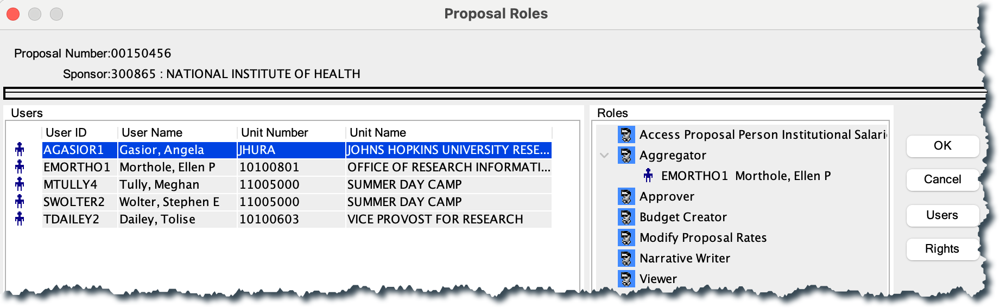 Proposal Roles
Proposal Number:00150456
Sponsor:300865 : NATIONAL INSTITUTE OF HEALTH
Users
User ID User Name Unit Number Unit Name
AGASIOR1 Gasior, Angela JHURA JOHNS HOPKINS UNIVERSITY RESE...
EMORTHO1 Morthole, Ellen P 10100801 OFFICE OF RESEARCH INFORMATI...
MTULLY4 Tully, Meghan 11005000 SUMMER DAY CAMP
SWOLTER2 Wolter, Stephen E 11005000 SUMMER DAY CAMP
TDAILEY2 Dailey, Tolise 10100603 VICE PROVOST FOR RESEARCH
Roles
Access Proposal Person Institutional Salari
Aggregator
EMORTHO1 Morthole, Ellen P
Approver
Budget Creator
Modify Proposal Rates
Narrative Writer
Viewer
OK
Cancel
Users
Rights